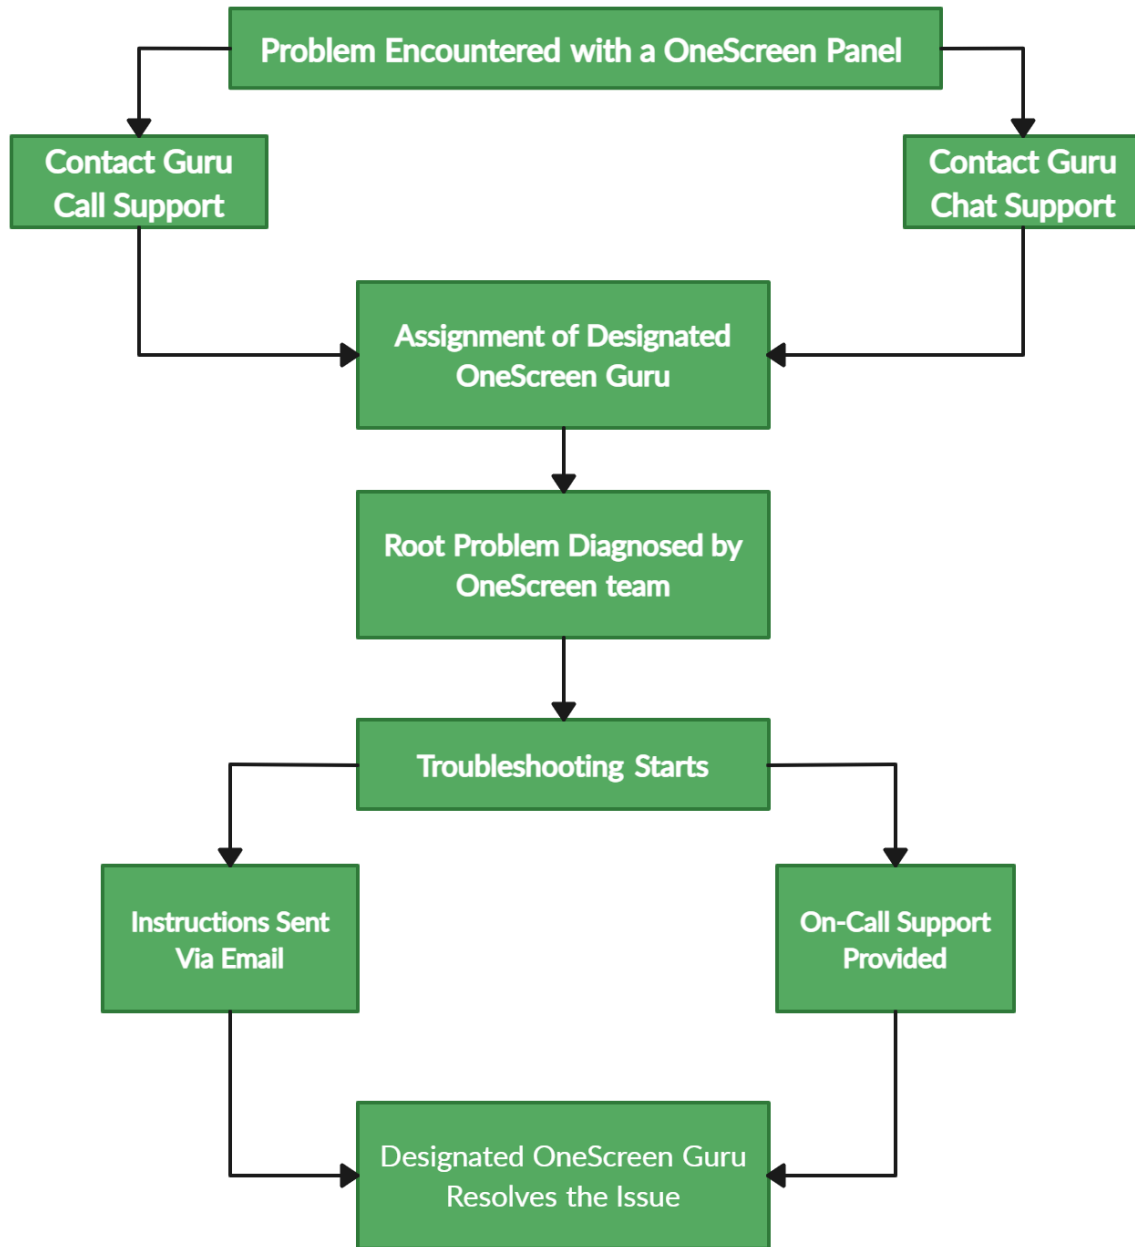 Problem Encountered with a OneScreen Panel
Contact Guru
Call Support
Contact Guru
Chat Support
Assignment of Designated
OneScreen Guru
Root Problem Diagnosed by
OneScreen team
Troubleshooting Starts
Instructions Sent
Via Email
On-Call Support
Provided
Designated OneScreen Guru
Resolves the Issue